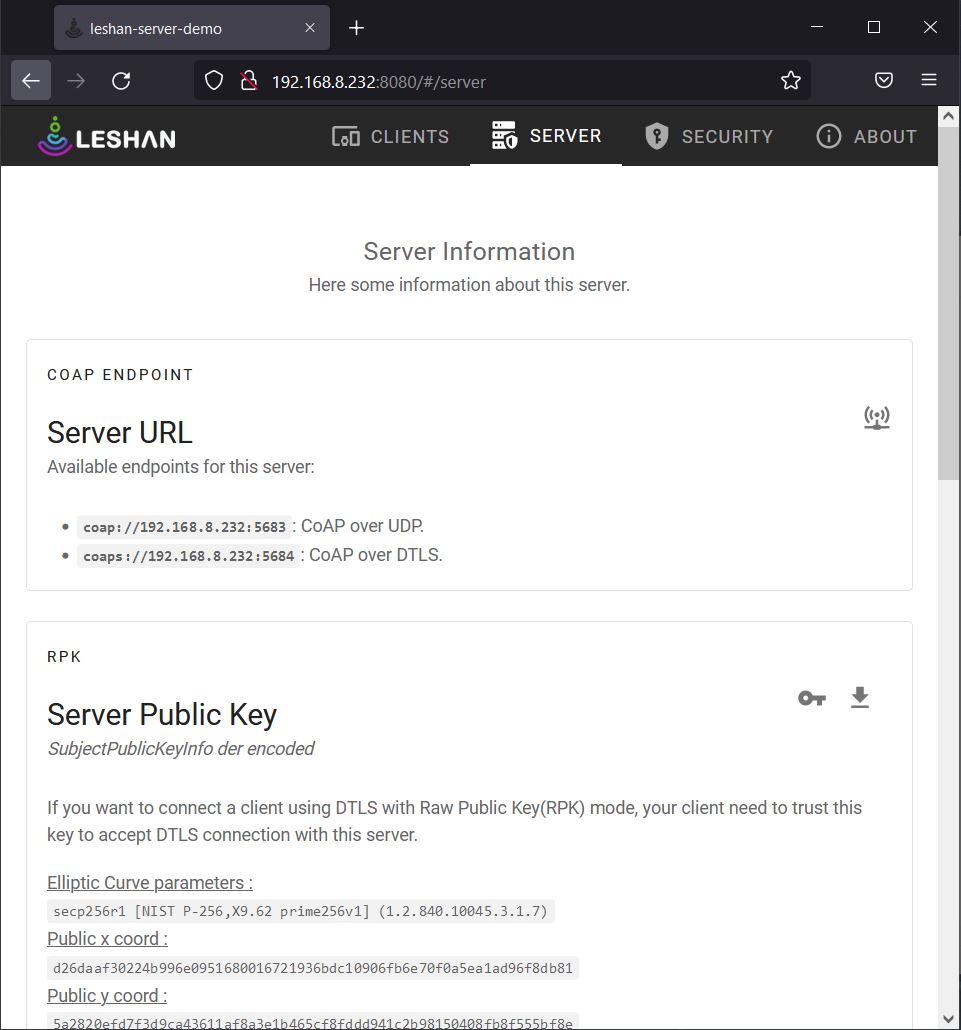 leshan-server-demo
192.168.8.232:8080/#/server
LESHAN CLIENTS SERVER SECURITY ABOUT
Server Information
Here some information about this server.
COAP ENDPOINT
Server URL
Available endpoints for this server:
• coap://192.168.8.232:5683 : CoAP over UDP.
• coaps://192.168.8.232:5684 : CoAP over DTLS.
RPK
Server Public Key
SubjectPublicKeyInfo der encoded
If you want to connect a client using DTLS with Raw Public Key(RPK) mode, your client need to trust this
key to accept DTLS connection with this server.
Elliptic Curve parameters :
secp256r1 [NIST P-256,X9.62 prime256v1] (1.2.840.10045.3.1.7)
Public x coord :
d26daaf30224b996e0951680016721936bdc10906fb6e70f0a5ea1ad96f8db81
Public y coord :
5a2820efd7f3d9ca43611af8a3e1b465cf8fddd941c2b98150408fb8f555bf8e